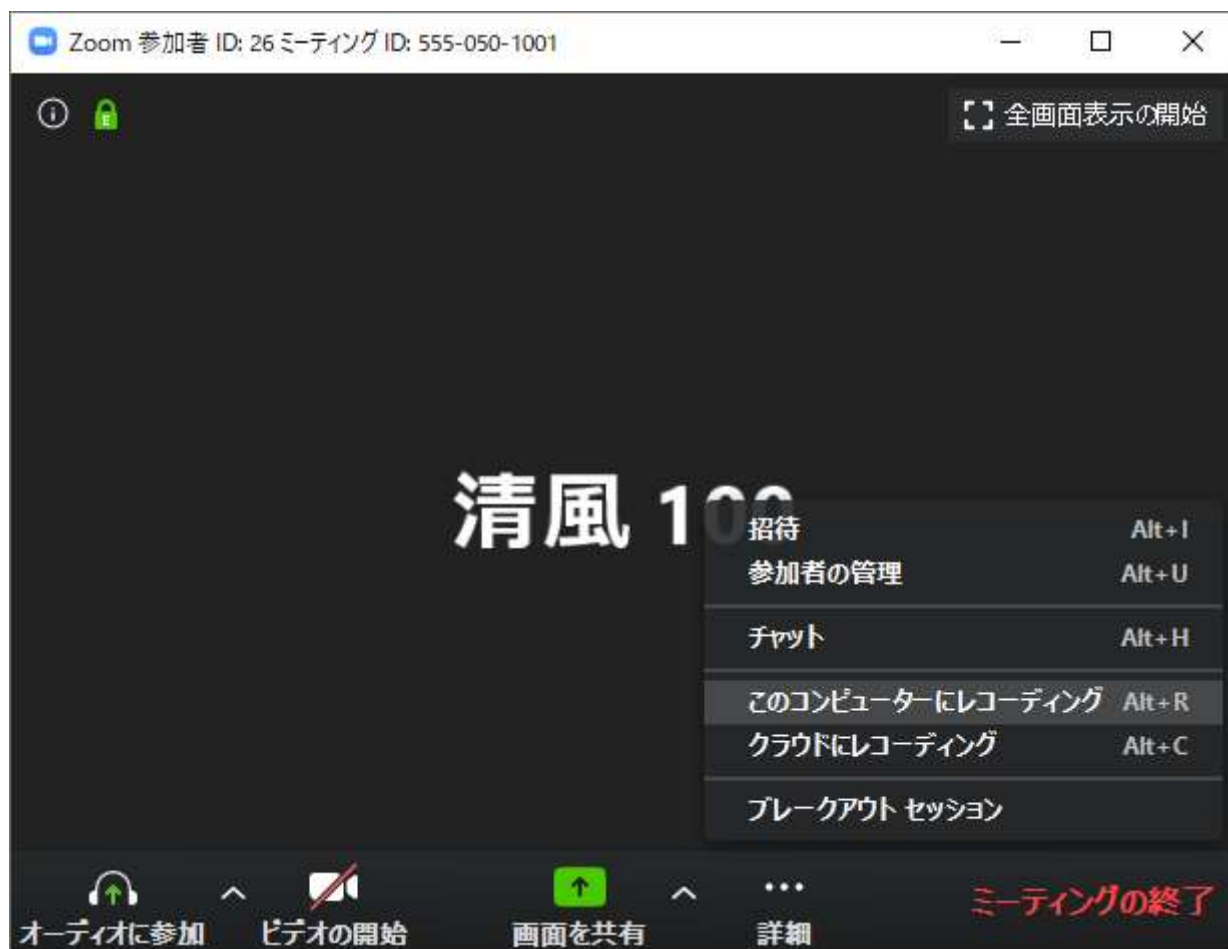 Zoom 参加者 ID: 26 ミーティング ID: 555-050-1001
全画面表示の開始
清風 100
招待 Alt+I
参加者の管理 Alt+U
チャット Alt+H
このコンピューターにレコーディング Alt+R
クラウドにレコーディング Alt+C
ブレークアウト セッション
オーディオに参加 ビデオの開始 画面を共有 詳細 ミーティングの終了